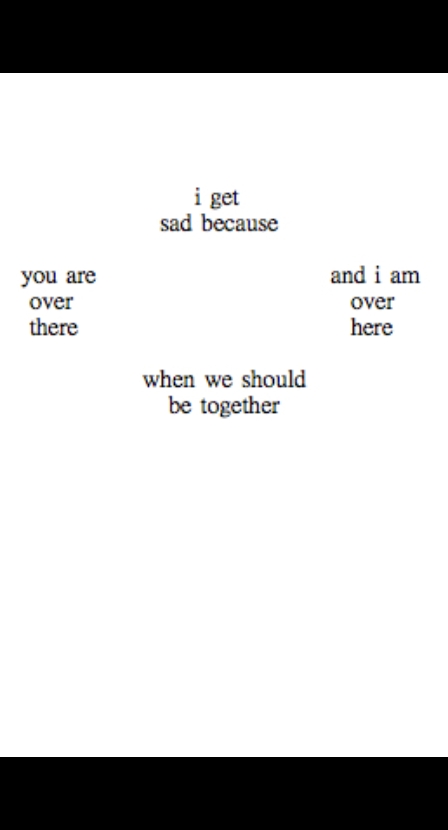 i get
sad because
you are
over
there
and i am
over
here
when we should
be together